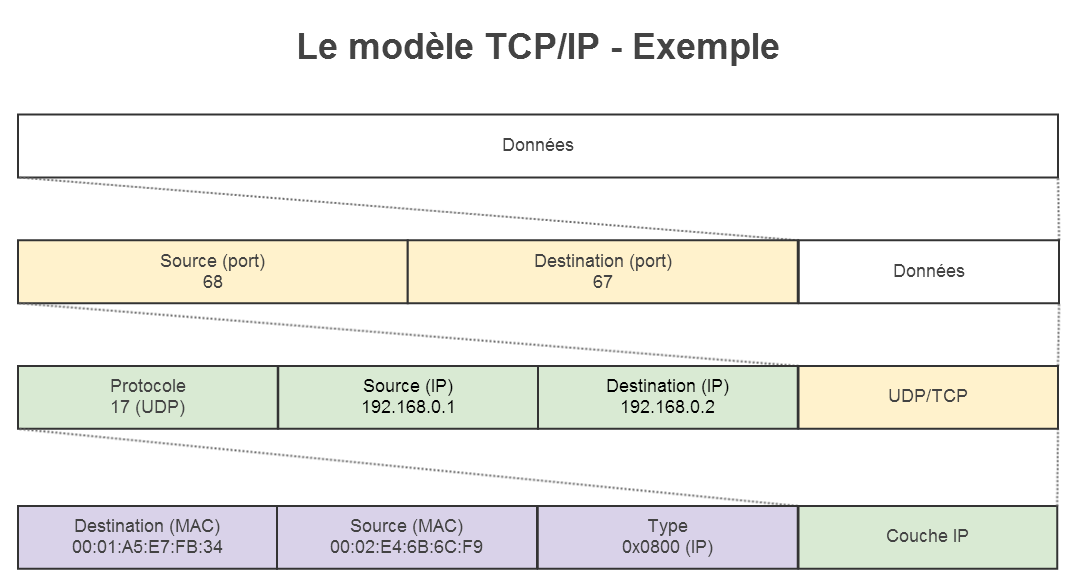 Le modèle TCP/IP - Exemple
Données
Source (port)
68
Destination (port)
67
Données
Protocole
17 (UDP)
Source (IP)
192.168.0.1
Destination (IP)
192.168.0.2
UDP/TCP
Destination (MAC)
00:01:A5:E7:FB:34
Source (MAC)
00:02:E4:6B:6C:F9
Type
0x0800 (IP)
Couche IP